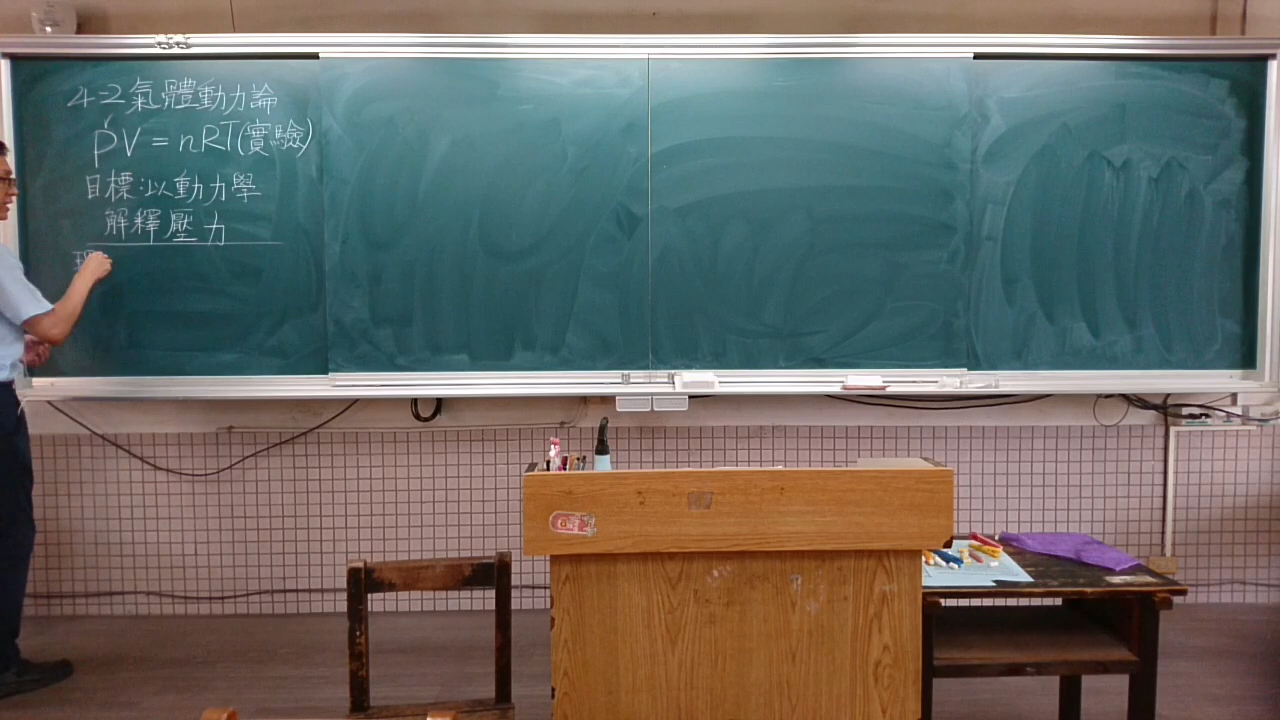 4-2 氣體動力論
PV = nRT(實驗)
目標:以動力學
解釋壓力